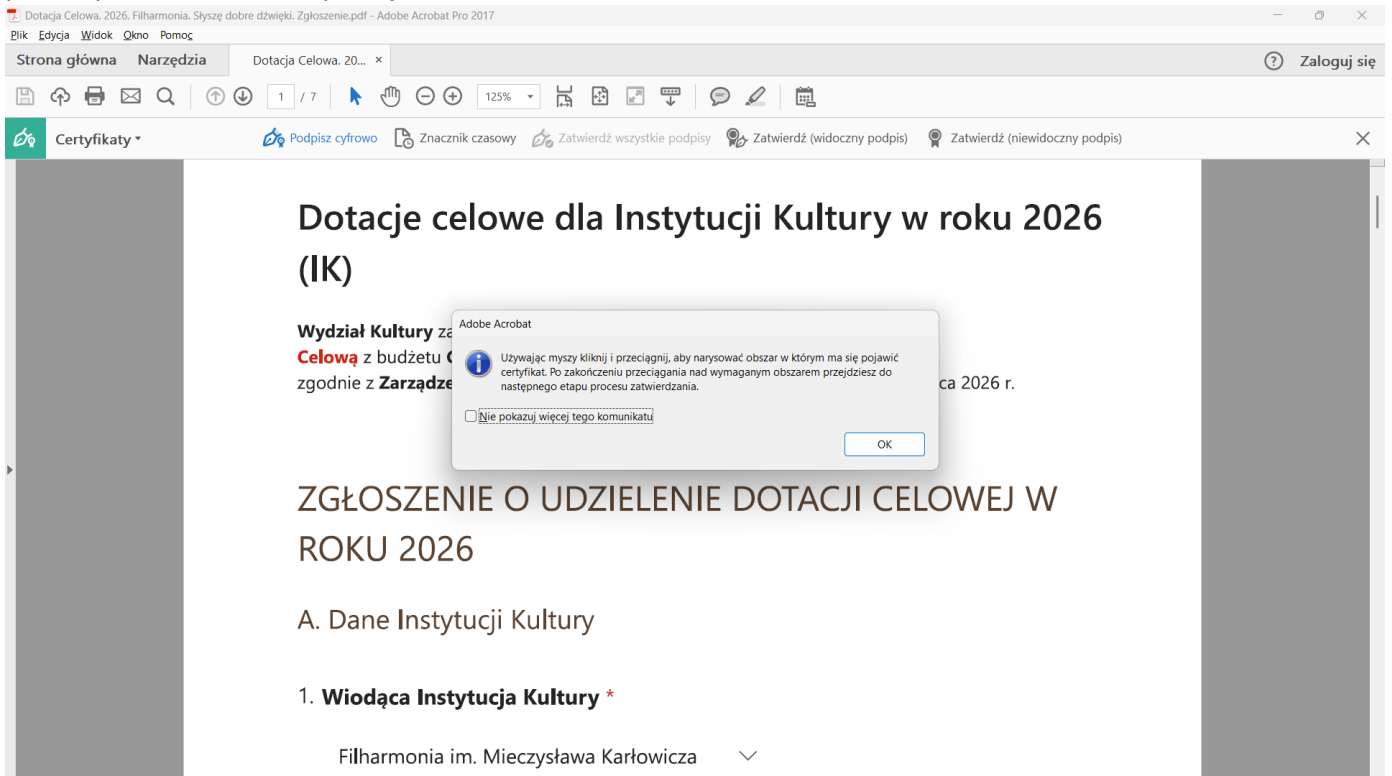 Dotacja Celowa. 2026. Filharmonia. Słyszę dobre dźwięki. Zgłoszenie.pdf - Adobe Acrobat Pro 2017
Plik Edycja Widok Okno Pomoc
Strona główna Narzędzia Dotacja Celowa. 20... × Zaloguj się
1 / 7 125%
Certyfikaty Podpisz cyfrowo Znacznik czasowy Zatwierdź wszystkie podpisy Zatwierdź (widoczny podpis) Zatwierdź (niewidoczny podpis)
Dotacje celowe dla Instytucji Kultury w roku 2026
(IK)
Wydział Kultury
Celową z budżetu
zgodnie z ca 2026 r.
Adobe Acrobat
Używając myszy kliknij i przeciągnij, aby narysować obszar w którym ma się pojawić
certyfikat. Po zakończeniu przeciągania nad wymaganym obszarem przejdziesz do
następnego etapu procesu zatwierdzania.
Nie pokazuj więcej tego komunikatu
OK
ZGŁOSZENIE O UDZIELENIE DOTACJI CELOWEJ W
ROKU 2026
A. Dane Instytucji Kultury
1. Wiodąca Instytucja Kultury *
Filharmonia im. Mieczysława Karłowicza